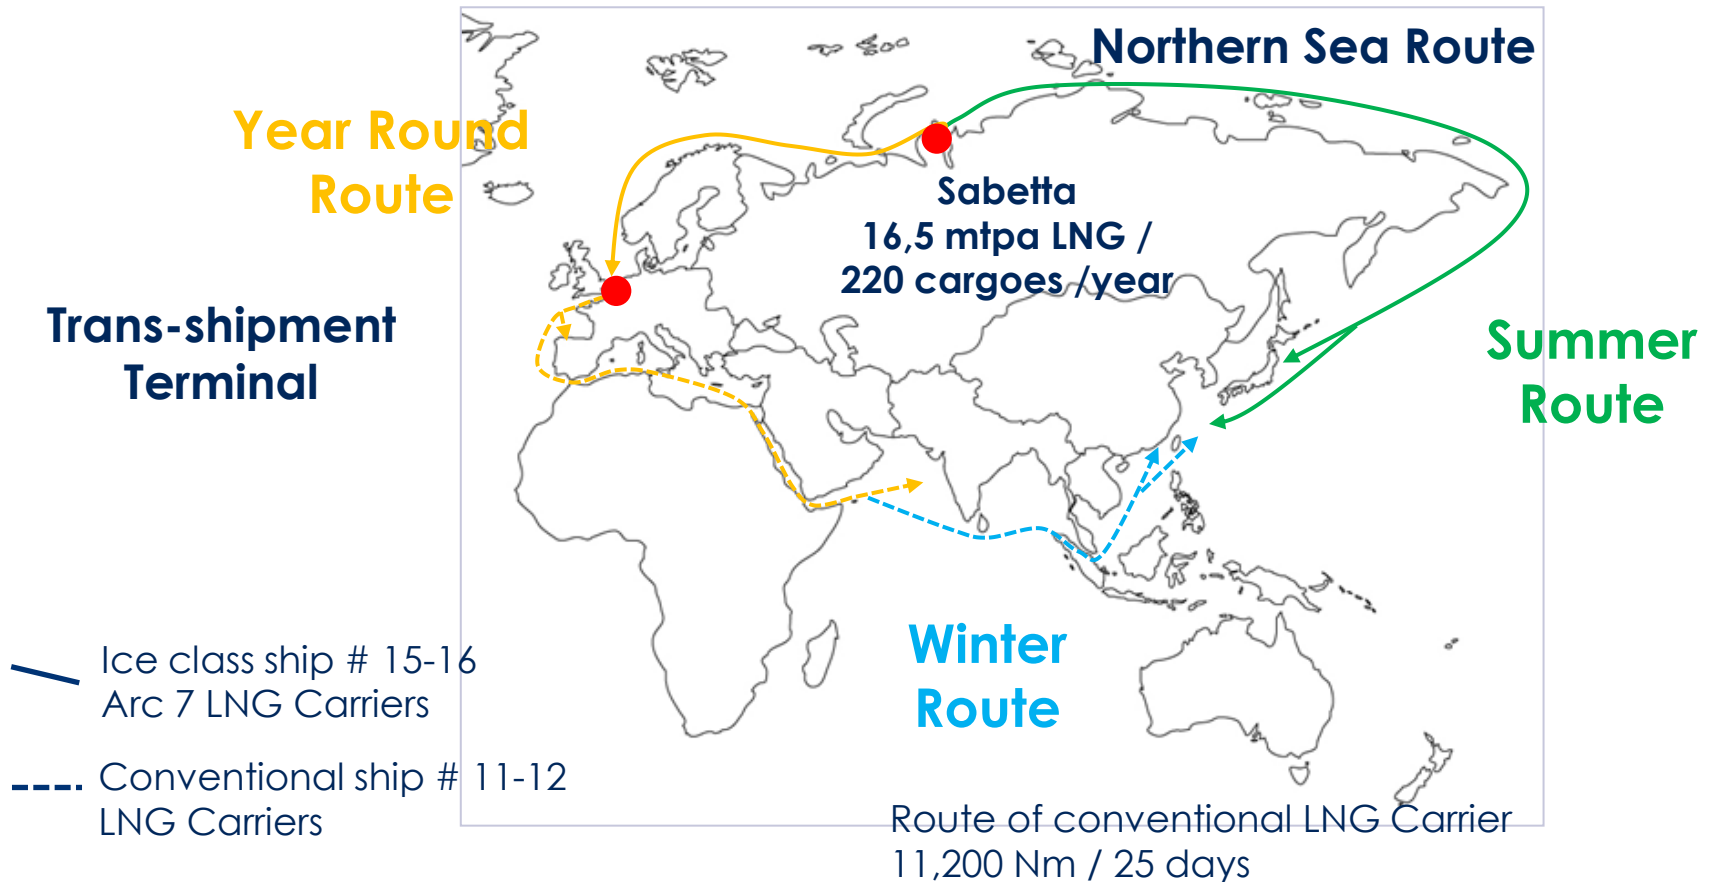 Northern Sea Route
Year Round
Route
Sabetta
16,5 mtpa LNG /
220 cargoes /year
Trans-shipment
Terminal
Summer
Route
Winter
Route
Ice class ship # 15-16
Arc 7 LNG Carriers
Conventional ship # 11-12
LNG Carriers
Route of conventional LNG Carrier
11,200 Nm / 25 days